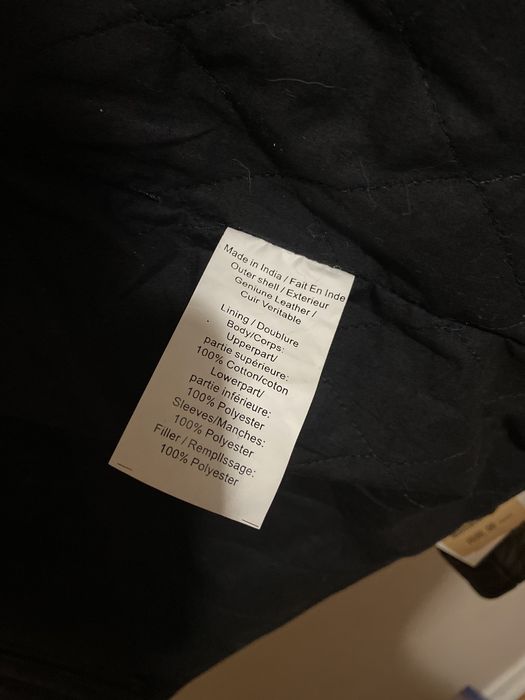 Made in India / Fait En Inde
Outer shell / Exterieur
Geniune Leather /
Cuir Veritable
Lining / Doublure
Body/Corps:
Upperpart/
partie supérieure:
100% Cotton/coton
Lowerpart/
partie inférieure:
100% Polyester
Sleeves/Manches:
100% Polyester
Filler / Remplissage:
100% Polyester